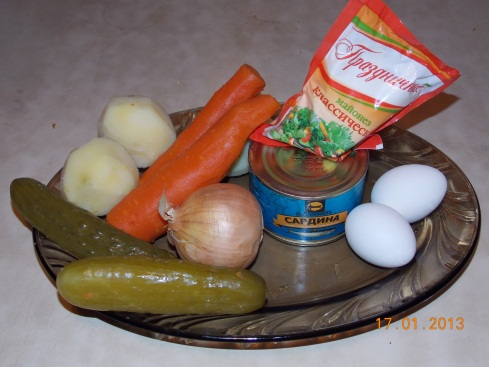 Праздничный
майонез
классический
САРДИНА
17.01.2013